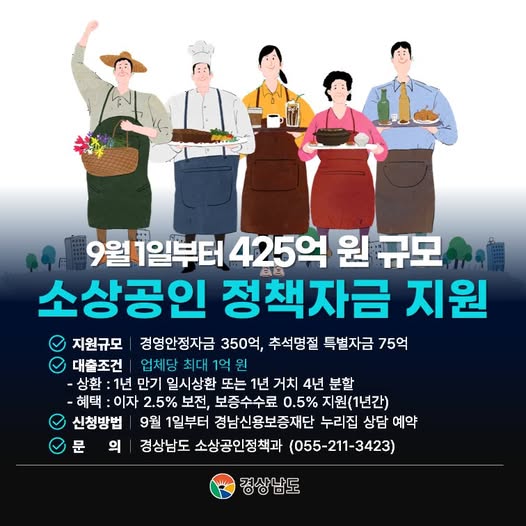 9월 1일부터 425억 원 규모
소상공인 정책자금 지원
지원규모 | 경영안정자금 350억, 추석명절 특별자금 75억
대출조건 | 업체당 최대 1억 원
- 상환 : 1년 만기 일시상환 또는 1년 거치 4년 분할
- 혜택 : 이자 2.5% 보전, 보증수수료 0.5% 지원(1년간)
신청방법 | 9월 1일부터 경남신용보증재단 누리집 상담 예약
문 의 | 경상남도 소상공인정책과 (055-211-3423)
경상남도